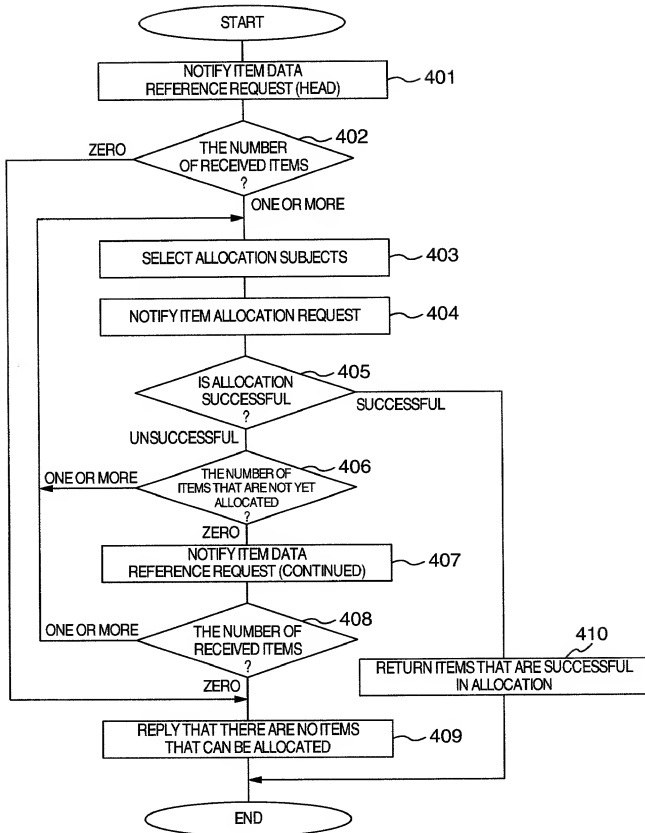 START
NOTIFY ITEM DATA
REFERENCE REQUEST (HEAD)
401
402
ZERO
THE NUMBER
OF RECEIVED ITEMS
?
ONE OR MORE
SELECT ALLOCATION SUBJECTS
403
NOTIFY ITEM ALLOCATION REQUEST
404
405
IS ALLOCATION
SUCCESSFUL
?
SUCCESSFUL
UNSUCCESSFUL
406
ONE OR MORE
THE NUMBER OF
ITEMS THAT ARE NOT YET
ALLOCATED
?
ZERO
NOTIFY ITEM DATA
REFERENCE REQUEST (CONTINUED)
407
408
ONE OR MORE
THE NUMBER OF
RECEIVED ITEMS
?
ZERO
410
RETURN ITEMS THAT ARE SUCCESSFUL
IN ALLOCATION
REPLY THAT THERE ARE NO ITEMS
THAT CAN BE ALLOCATED
409
END